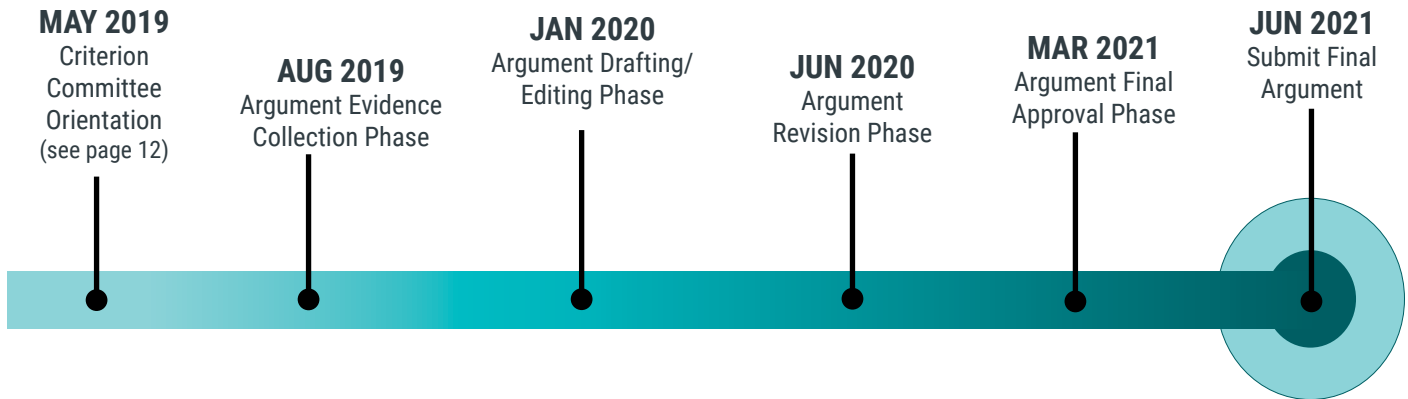 MAY 2019
Criterion
Committee
Orientation
(see page 12)
AUG 2019
Argument Evidence
Collection Phase
JAN 2020
Argument Drafting/
Editing Phase
JUN 2020
Argument
Revision Phase
MAR 2021
Argument Final
Approval Phase
JUN 2021
Submit Final
Argument